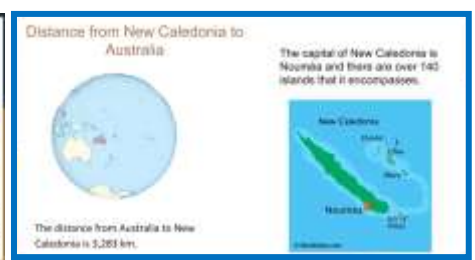 Distance from New Caledonia to
Australia
The distance from Australia to New
Caledonia is 3,283 km.
The capital of New Caledonia is
Nouméa and there are over 140
islands that it encompasses.
New Caledonia
Nouméa